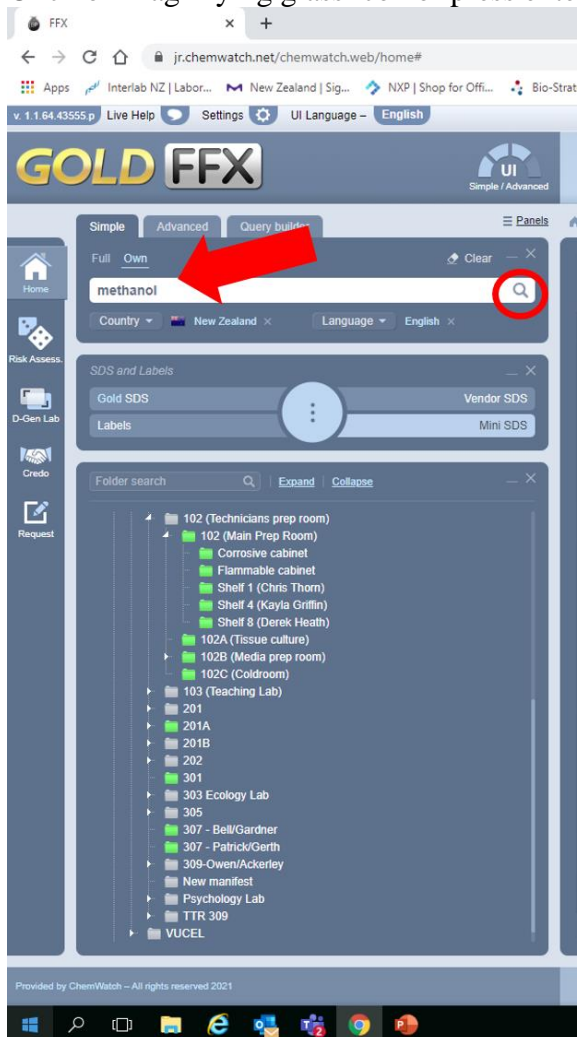 FFX
jr.chemwatch.net/chemwatch.web/home#
Apps Interlab NZ | Labor... New Zealand | Sig... NXP | Shop for Offi... Bio-Strat
v. 1.1.64.43555.p Live Help Settings UI Language – English
GOLD FFX
UI
Simple / Advanced
Simple Advanced Query builder Panels
Full Own Clear
Home
methanol
Country New Zealand × Language English ×
Risk Assess.
SDS and Labels
Gold SDS Vendor SDS
D-Gen Lab
Labels Mini SDS
Credo
Folder search Expand Collapse
Request
102 (Technicians prep room)
102 (Main Prep Room)
Corrosive cabinet
Flammable cabinet
Shelf 1 (Chris Thorn)
Shelf 4 (Kayla Griffin)
Shelf 8 (Derek Heath)
102A (Tissue culture)
102B (Media prep room)
102C (Coldroom)
103 (Teaching Lab)
201
201A
201B
202
301
303 Ecology Lab
305
307 - Bell/Gardner
307 - Patrick/Gerth
309-Owen/Ackerley
New manifest
Psychology Lab
TTR 309
VUCEL
Provided by ChemWatch – All rights reserved 2021